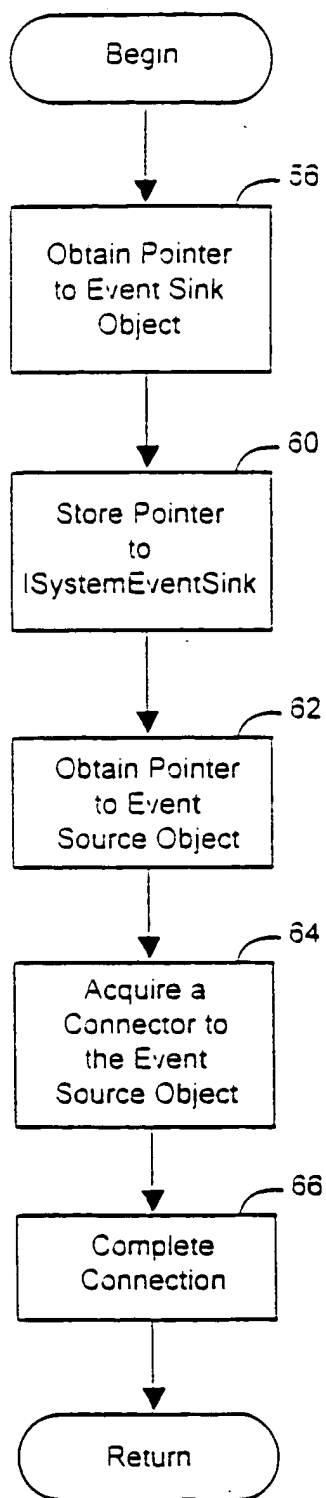 Begin
56
Obtain Pointer
to Event Sink
Object
60
Store Pointer
to
ISystemEventSink
62
Obtain Pointer
to Event
Source Object
64
Acquire a
Connector to
the Event
Source Object
66
Complete
Connection
Return